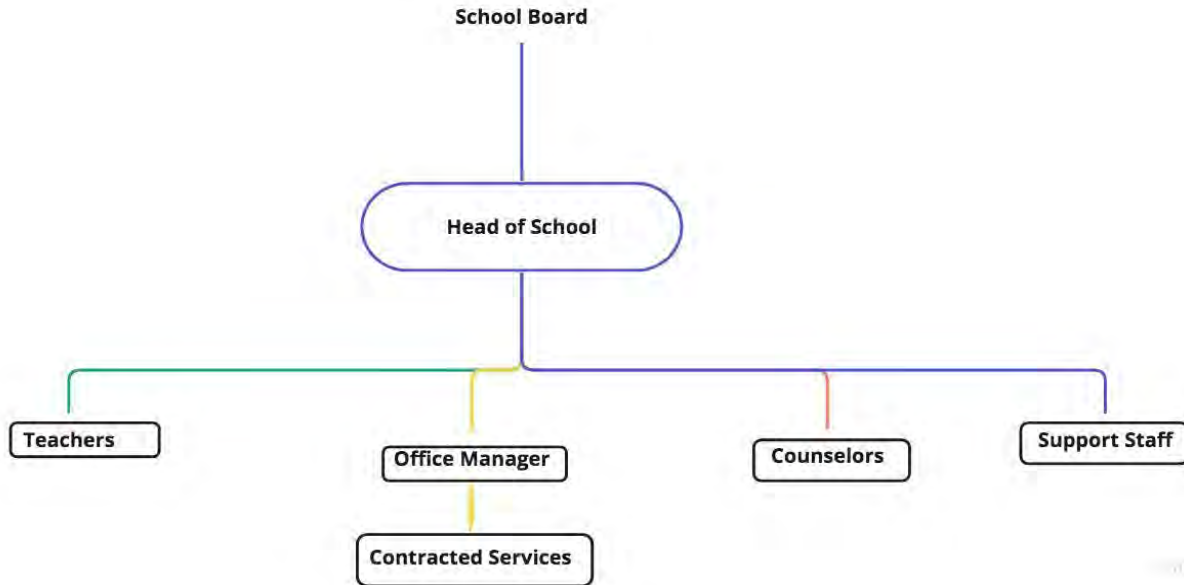 School Board
Head of School
Teachers
Office Manager
Counselors
Support Staff
Contracted Services